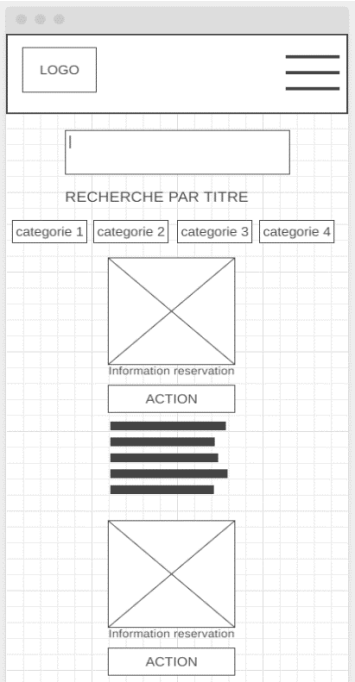 LOGO
RECHERCHE PAR TITRE
categorie 1 categorie 2 categorie 3 categorie 4
Information reservation
ACTION
Information reservation
ACTION